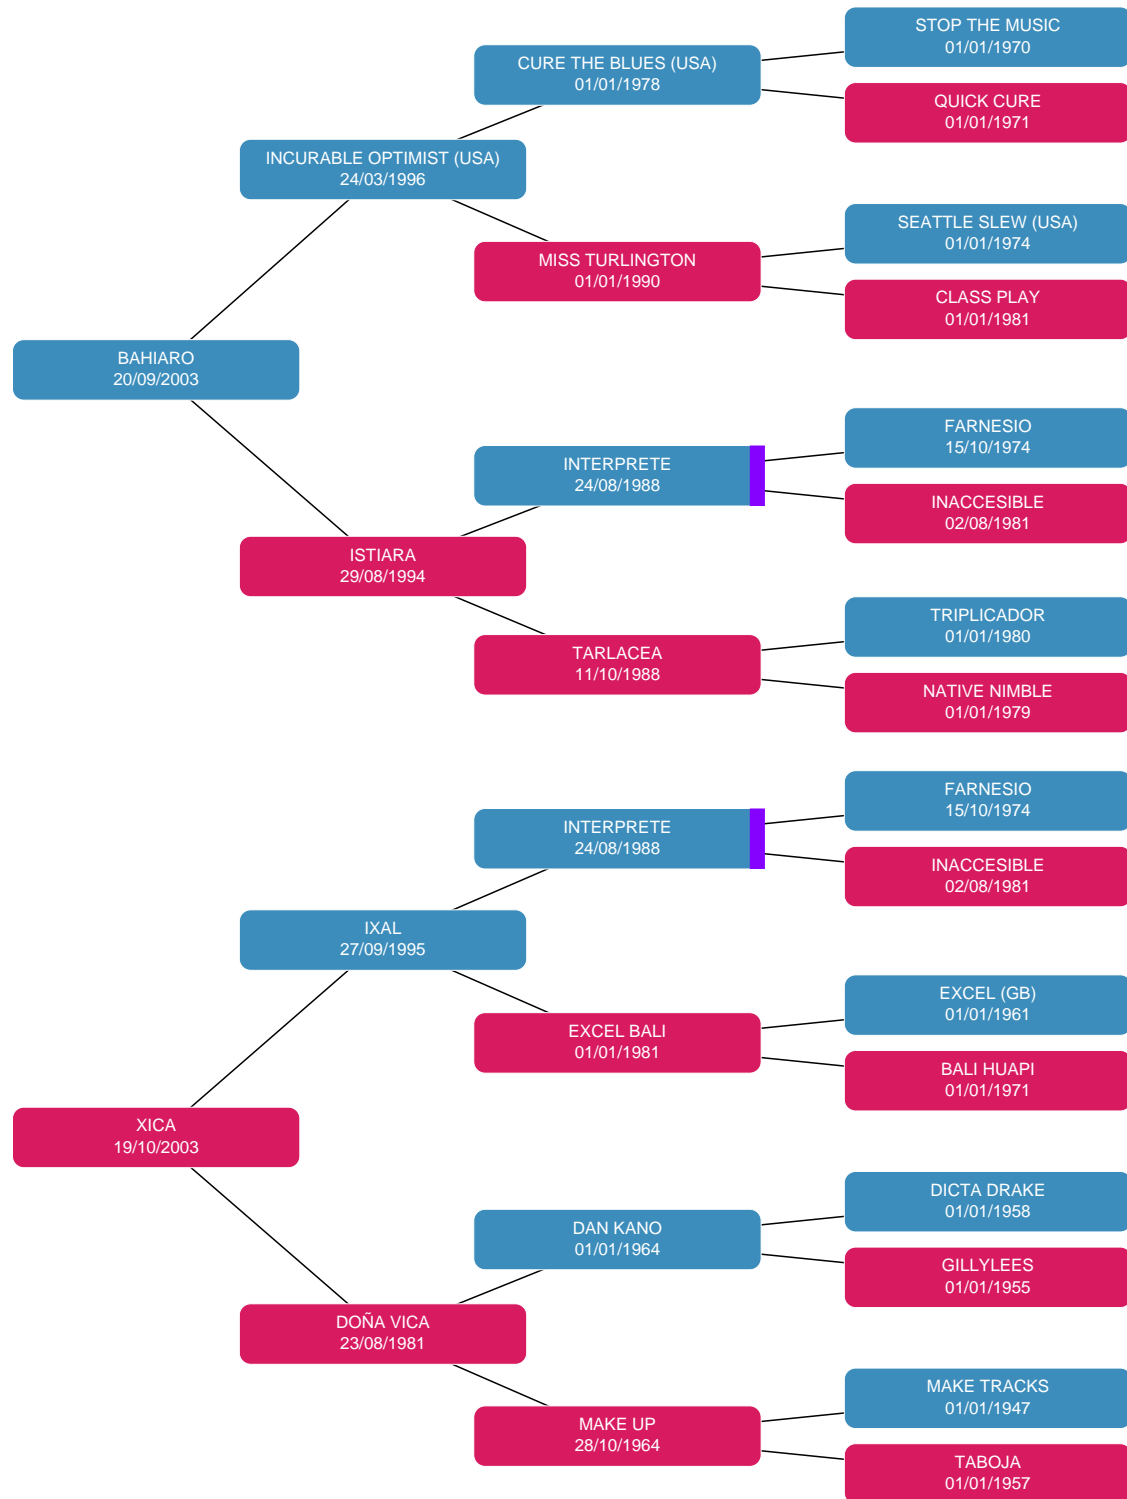 STOP THE MUSIC
01/01/1970
CURE THE BLUES (USA)
01/01/1978
QUICK CURE
01/01/1971
INCURABLE OPTIMIST (USA)
24/03/1996
SEATTLE SLEW (USA)
01/01/1974
MISS TURLINGTON
01/01/1990
CLASS PLAY
01/01/1981
BAHIARO
20/09/2003
FARNESIO
15/10/1974
INTERPRETE
24/08/1988
INACCESIBLE
02/08/1981
ISTIARA
29/08/1994
TRIPLICADOR
01/01/1980
TARLACEA
11/10/1988
NATIVE NIMBLE
01/01/1979
FARNESIO
15/10/1974
INTERPRETE
24/08/1988
INACCESIBLE
02/08/1981
IXAL
27/09/1995
EXCEL (GB)
01/01/1961
EXCEL BALI
01/01/1981
BALI HUAPI
01/01/1971
XICA
19/10/2003
DICTA DRAKE
01/01/1958
DAN KANO
01/01/1964
GILLYLEES
01/01/1955
DOÑA VICA
23/08/1981
MAKE TRACKS
01/01/1947
MAKE UP
28/10/1964
TABOJA
01/01/1957